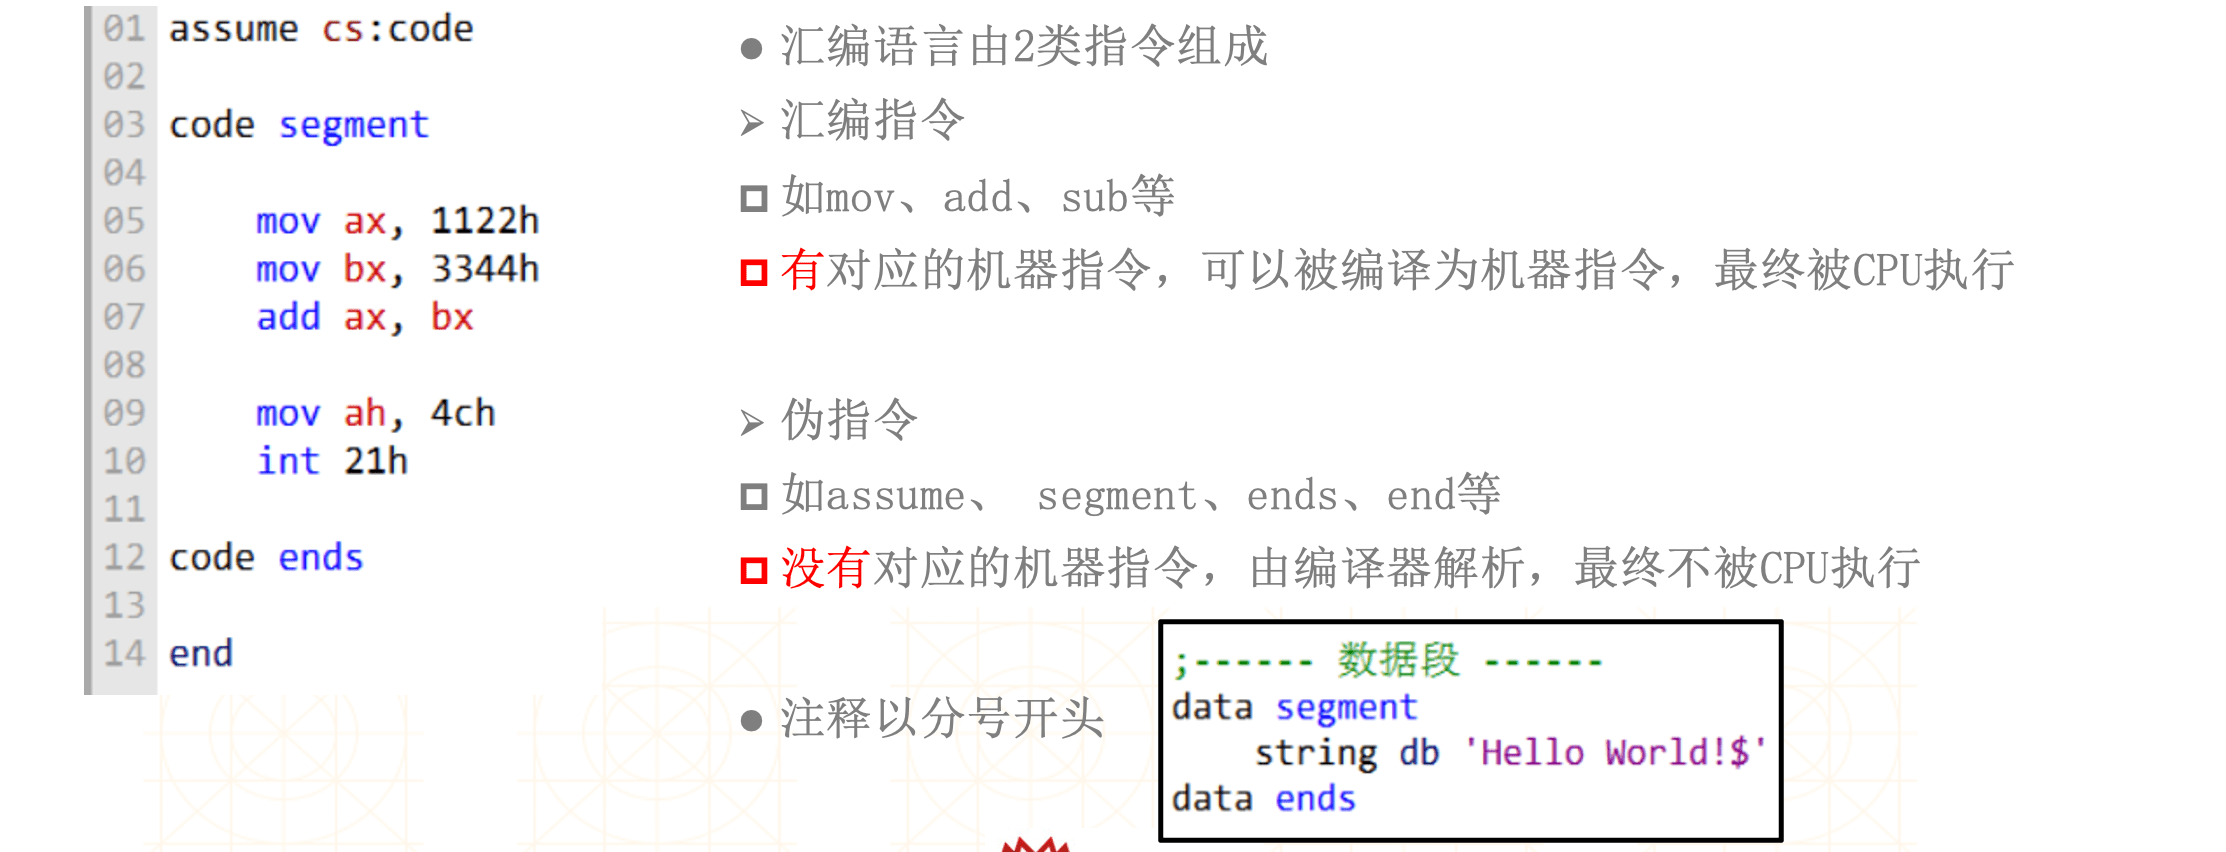 01 assume cs:code
02
03 code segment
04
05 mov ax, 1122h
06 mov bx, 3344h
07 add ax, bx
08
09 mov ah, 4ch
10 int 21h
11
12 code ends
13
14 end
● 汇编语言由2类指令组成
➢ 汇编指令
如mov、add、sub等
有对应的机器指令，可以被编译为机器指令，最终被CPU执行
➢ 伪指令
如assume、 segment、ends、end等
没有对应的机器指令，由编译器解析，最终不被CPU执行
● 注释以分号开头
;------ 数据段 ------
data segment
string db 'Hello World!$'
data ends